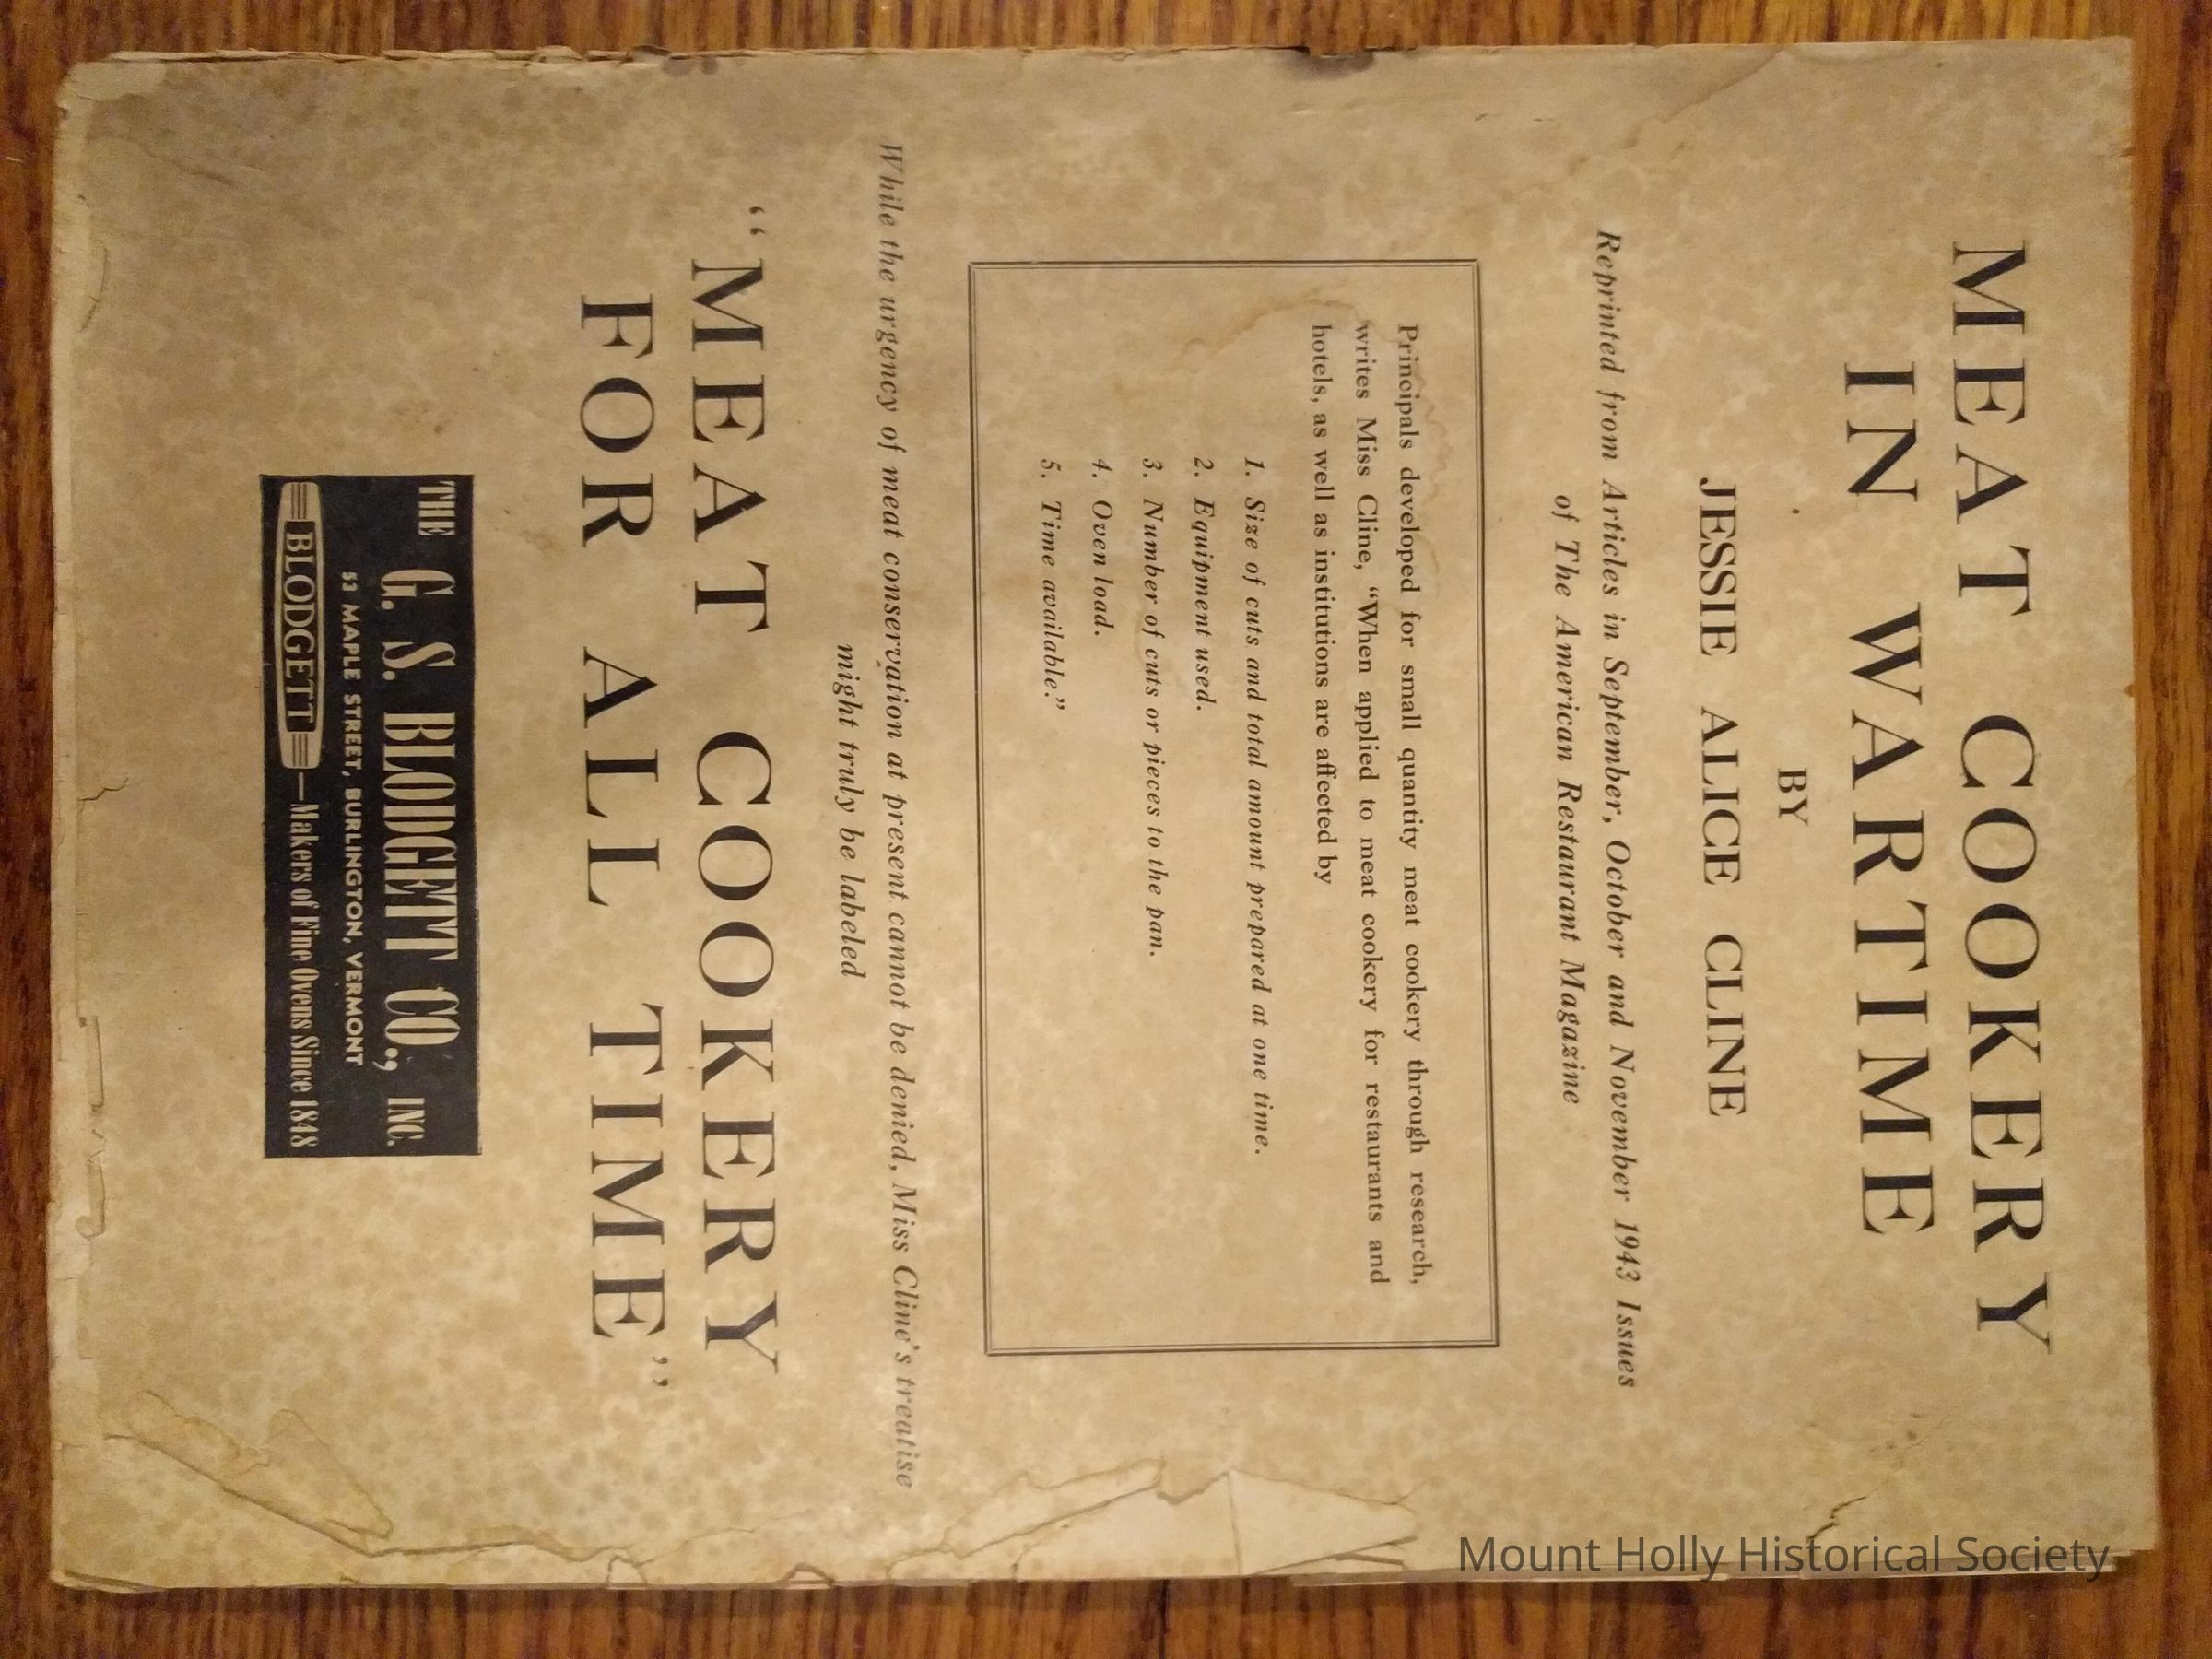 MEAT COOKERY
IN WARTIME
BY
JESSIE ALICE CLINE
Reprinted from Articles in September, October and November 1943 Issues
of The American Restaurant Magazine
Principals developed for small quantity meat cookery through research,
writes Miss Cline, “When applied to meat cookery for restaurants and
hotels, as well as institutions are affected by
1. Size of cuts and total amount prepared at one time.
2. Equipment used.
3. Number of cuts or pieces to the pan.
4. Oven load.
5. Time available.”
While the urgency of meat conservation at present cannot be denied, Miss Cline's treatise
might truly be labeled
“MEAT COOKERY
FOR ALL TIME”
THE G. S. BLODGETT CO., INC.
53 MAPLE STREET, BURLINGTON, VERMONT
BLODGETT —Makers of Fine Ovens Since 1848
Mount Holly Historical Society